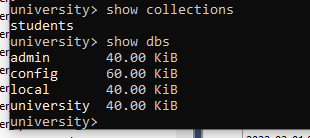 university> show collections
students
university> show dbs
admin       40.00 KiB
config      60.00 KiB
local       40.00 KiB
university  40.00 KiB
university>